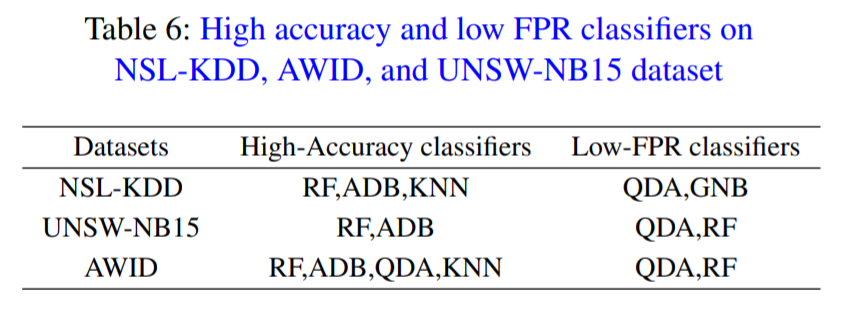 Table 6: High accuracy and low FPR classifiers on
NSL-KDD, AWID, and UNSW-NB15 dataset
Datasets High-Accuracy classifiers Low-FPR classifiers
NSL-KDD RF,ADB,KNN QDA,GNB
UNSW-NB15 RF,ADB QDA,RF
AWID RF,ADB,QDA,KNN QDA,RF